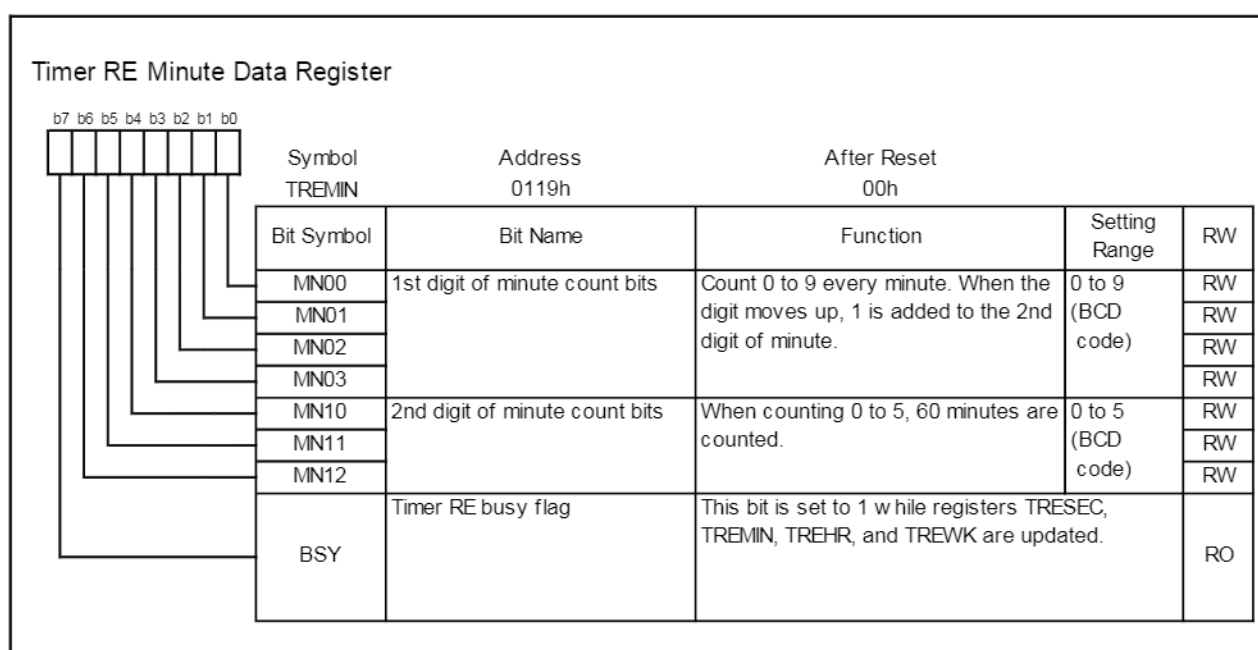 Timer RE Minute Data Register
b7 b6 b5 b4 b3 b2 b1 b0
Symbol Address After Reset
TREMIN 0119h 00h
Bit Symbol Bit Name Function Setting Range RW
MN00 1st digit of minute count bits Count 0 to 9 every minute. When the 0 to 9 RW
MN01 digit moves up, 1 is added to the 2nd (BCD RW
MN02 digit of minute. code) RW
MN03 RW
MN10 2nd digit of minute count bits When counting 0 to 5, 60 minutes are 0 to 5 RW
MN11 counted. (BCD RW
MN12 code) RW
Timer RE busy flag This bit is set to 1 while registers TRESEC,
TREMIN, TREHR, and TREWK are updated.
BSY RO